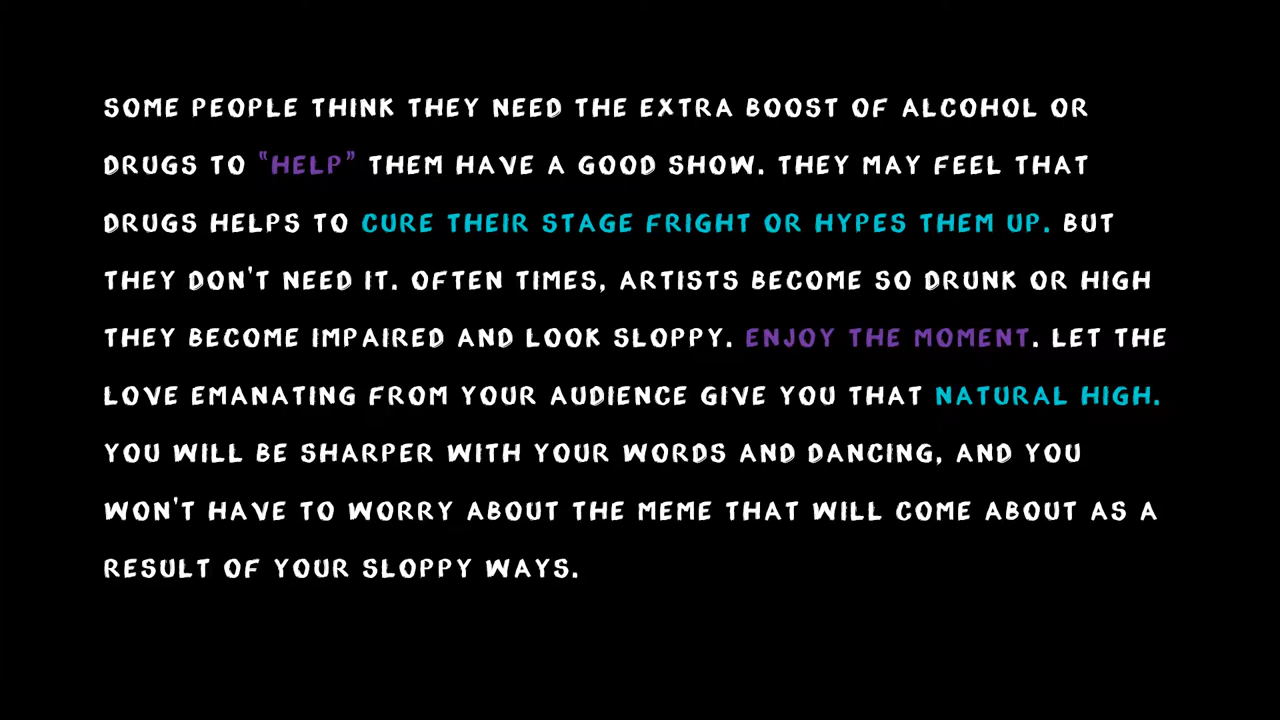 SOME PEOPLE THINK THEY NEED THE EXTRA BOOST OF ALCOHOL OR
DRUGS TO "HELP" THEM HAVE A GOOD SHOW. THEY MAY FEEL THAT
DRUGS HELPS TO CURE THEIR STAGE FRIGHT OR HYPES THEM UP. BUT
THEY DON'T NEED IT. OFTEN TIMES, ARTISTS BECOME SO DRUNK OR HIGH
THEY BECOME IMPAIRED AND LOOK SLOPPY. ENJOY THE MOMENT. LET THE
LOVE EMANATING FROM YOUR AUDIENCE GIVE YOU THAT NATURAL HIGH.
YOU WILL BE SHARPER WITH YOUR WORDS AND DANCING, AND YOU
WON'T HAVE TO WORRY ABOUT THE MEME THAT WILL COME ABOUT AS A
RESULT OF YOUR SLOPPY WAYS.